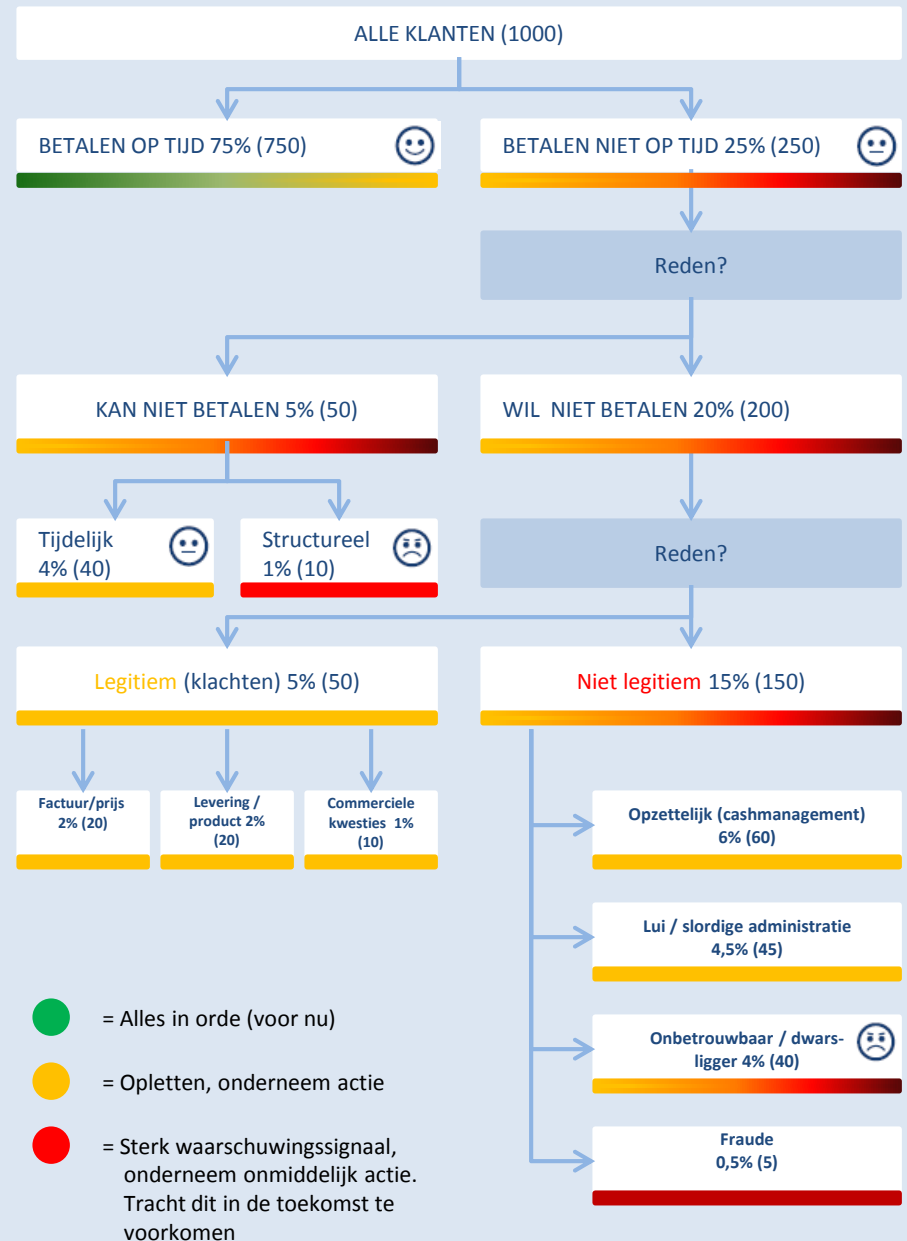 ALLE KLANTEN (1000)
BETALEN OP TIJD 75% (750)
BETALEN NIET OP TIJD 25% (250)
Reden?
KAN NIET BETALEN 5% (50)
WIL  NIET BETALEN 20% (200)
Tijdelijk
4% (40)
Structureel
1% (10)
Reden?
Legitiem (klachten) 5% (50)
Niet legitiem 15% (150)
Factuur/prijs
2% (20)
Levering /
product 2%
(20)
Commerciele
kwesties  1%
(10)
Opzettelijk (cashmanagement)
6% (60)
Lui / slordige administratie
4,5% (45)
Onbetrouwbaar / dwars-
ligger 4% (40)
Fraude
0,5% (5)
= Alles in orde (voor nu)
= Opletten, onderneem actie
= Sterk waarschuwingssignaal,
onderneem onmiddelijk actie.
Tracht dit in de toekomst te
voorkomen